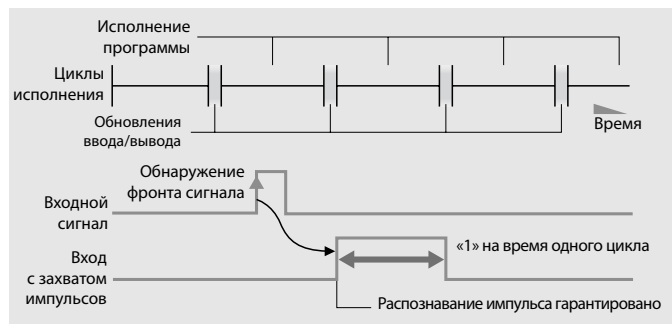 Исполнение
программы
Циклы
исполнения
Обновления
ввода/вывода
Время
Обнаружение
фронта сигнала
Входной
сигнал
«1» на время одного цикла
Вход
с захватом
импульсов
Распознавание импульса гарантировано